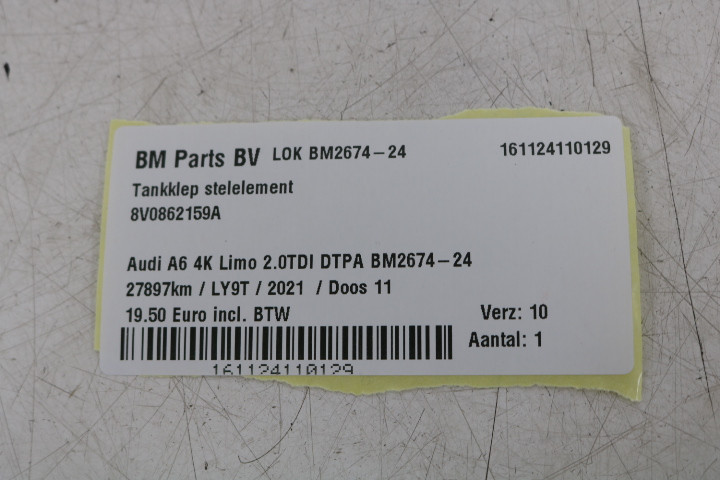 BM Parts BV LOK BM2674-24 161124110129
Tankklep stelelement
8V0862159A
Audi A6 4K Limo 2.0TDI DTPA BM2674-24
27897km / LY9T / 2021 / Doos 11
19.50 Euro incl. BTW Verz: 10
Aantal: 1
161124110129